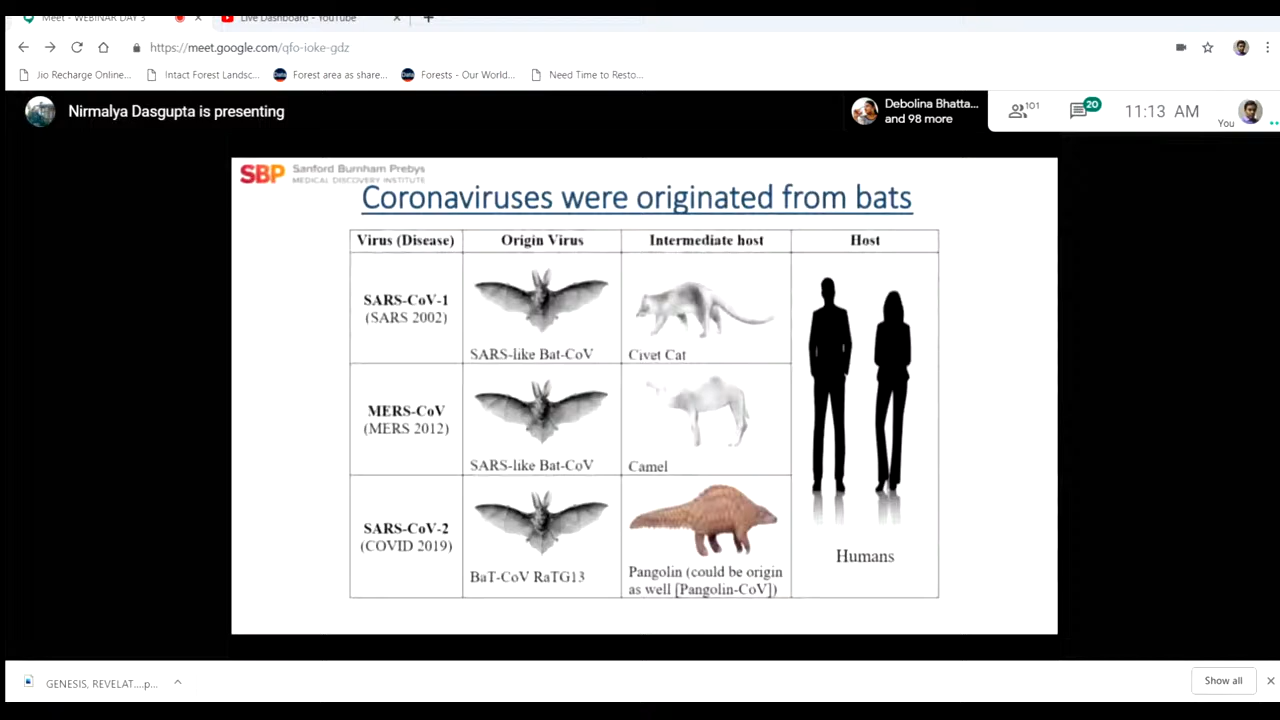 Meet - WEBINAR DAY 3
Live Dashboard - YouTube
https://meet.google.com/qfo-ioke-gdz
Jio Recharge Online...
Intact Forest Landsc...
Forest area as share...
Forests - Our World...
Need Time to Resto...
Nirmalya Dasgupta is presenting
Debolina Bhatta...
and 98 more
101
20
11:13 AM
You
SBP Sanford Burnham Prebys
MEDICAL DISCOVERY INSTITUTE
Coronaviruses were originated from bats
Virus (Disease) Origin Virus Intermediate host Host
SARS-CoV-1
(SARS 2002)
SARS-like Bat-CoV
Civet Cat
MERS-CoV
(MERS 2012)
SARS-like Bat-CoV
Camel
SARS-CoV-2
(COVID 2019)
BaT-CoV RaTG13
Pangolin (could be origin
as well [Pangolin-CoV])
Humans
GENESIS, REVELAT....p...
Show all